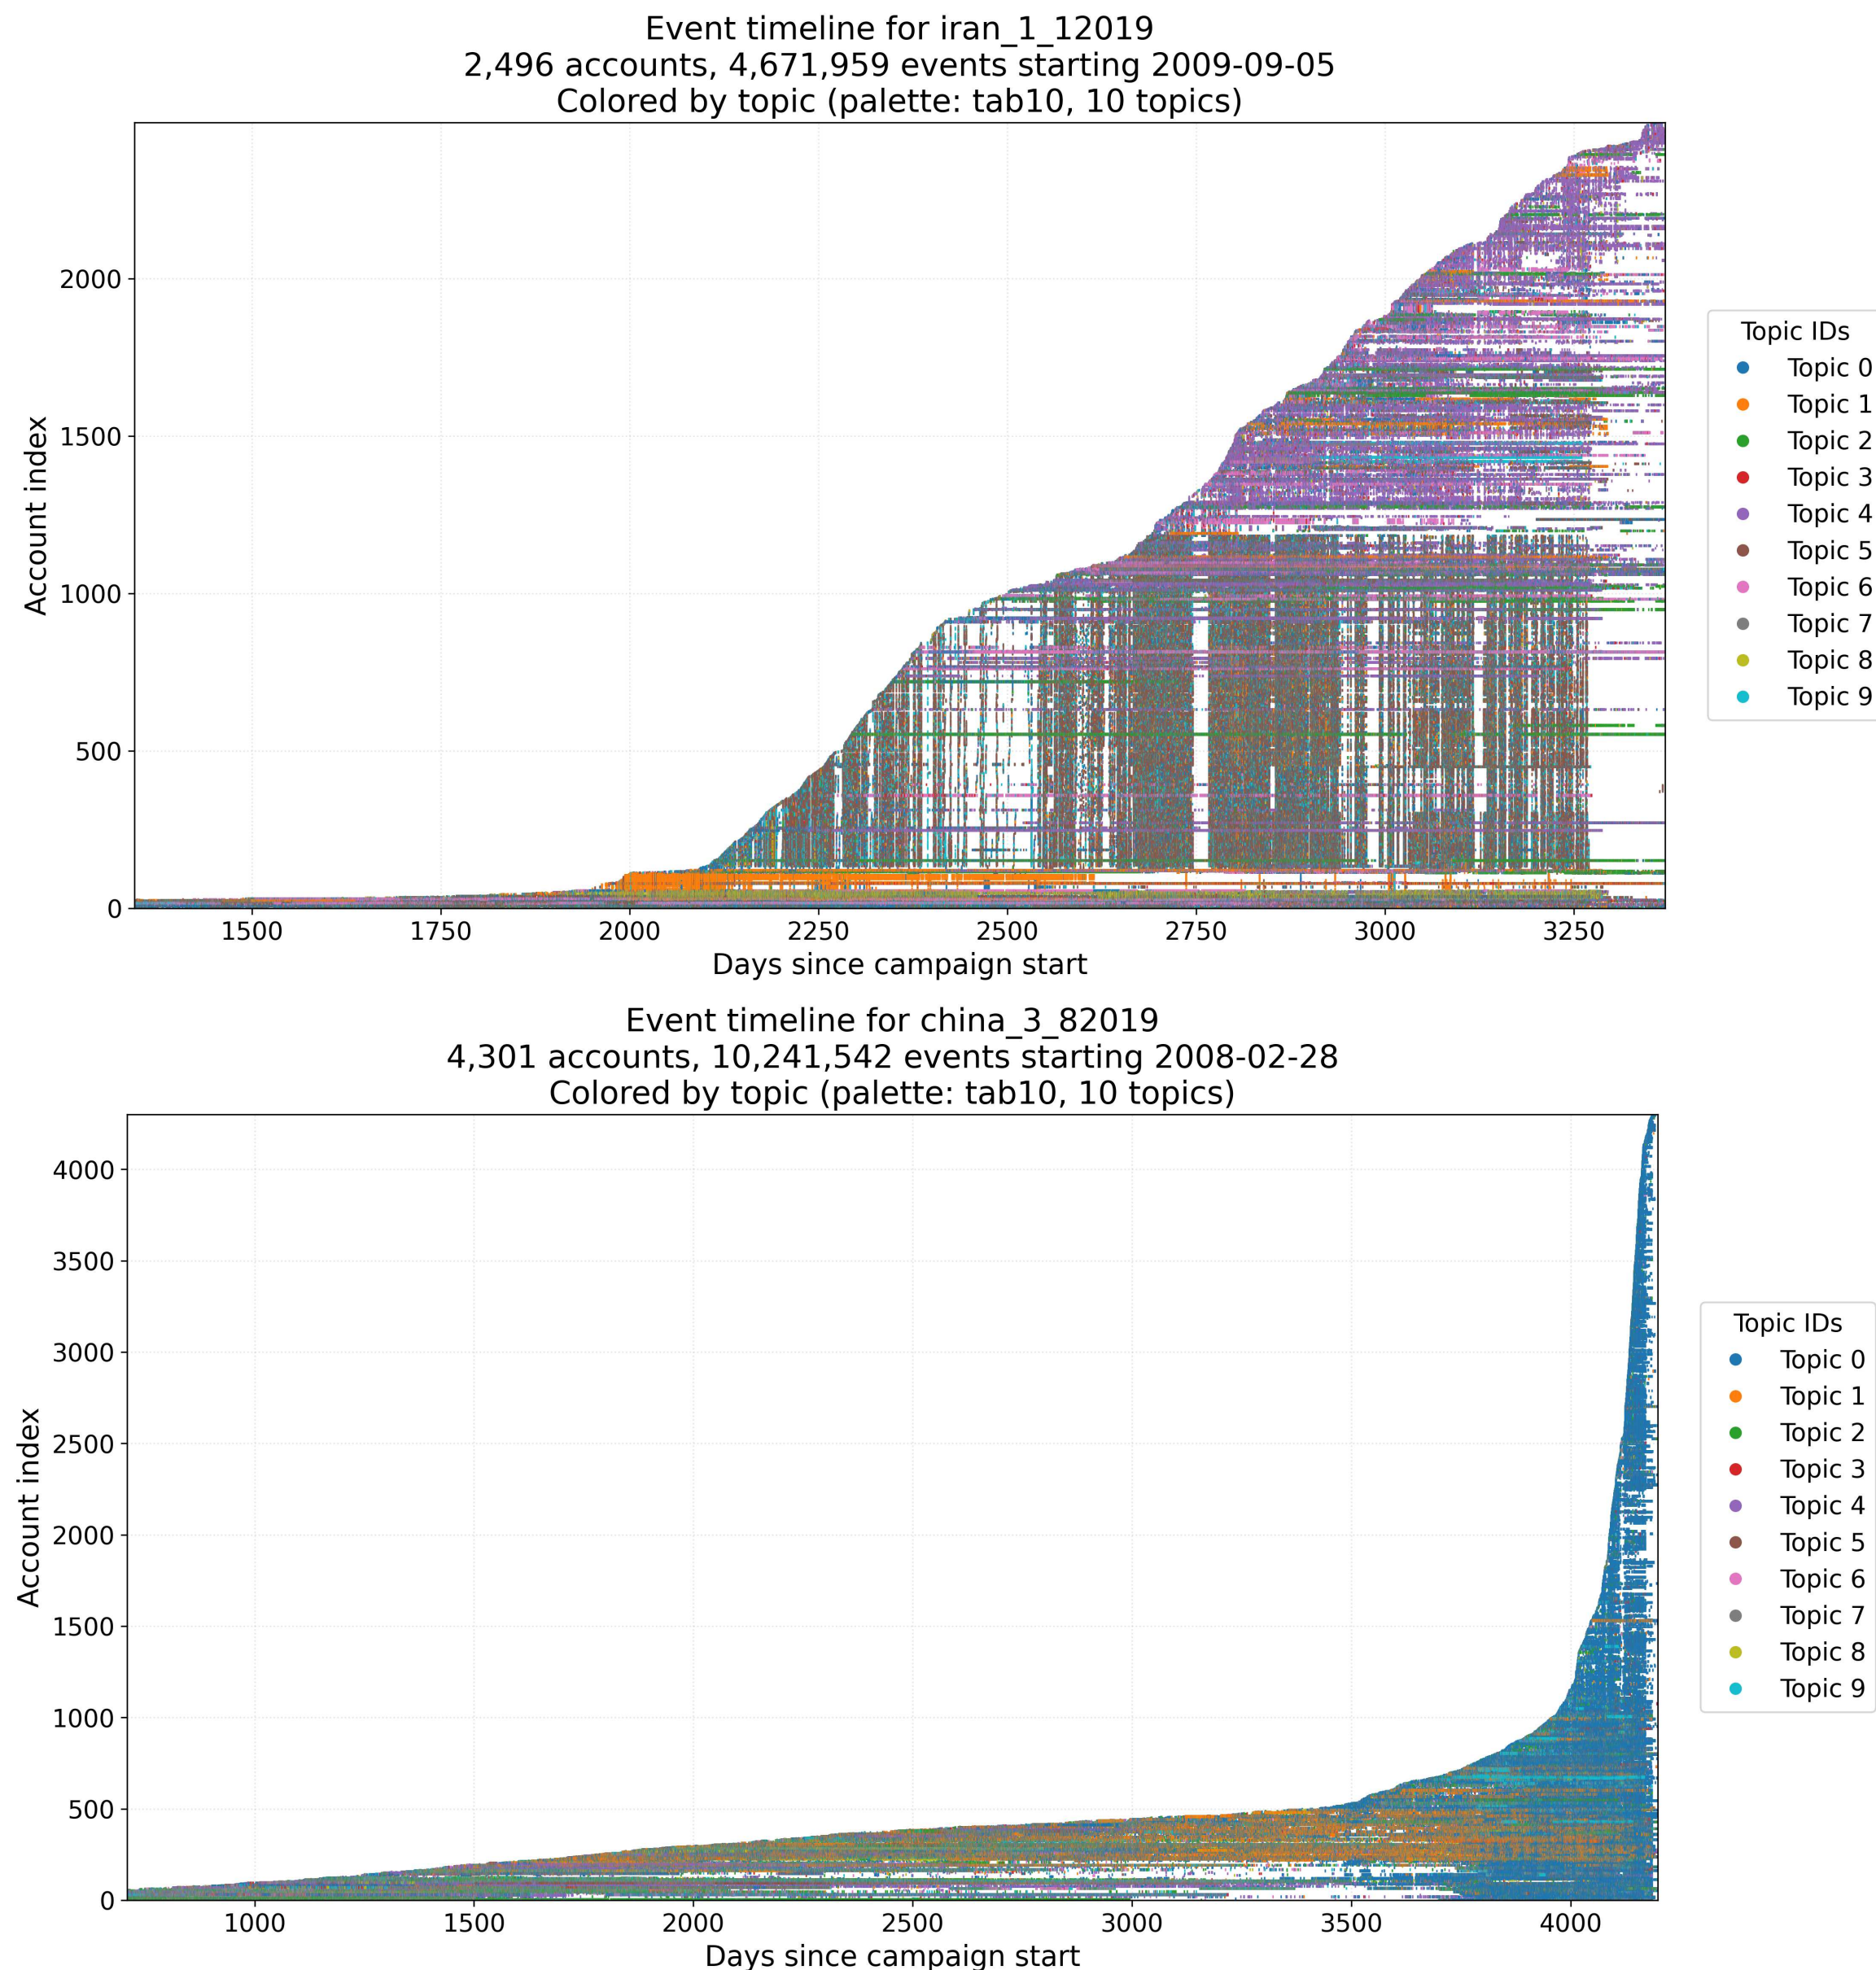 Event timeline for iran_1_12019
2,496 accounts, 4,671,959 events starting 2009-09-05
Colored by topic (palette: tab10, 10 topics)
Account index
2000
1500
1000
500
0
1500 1750 2000 2250 2500 2750 3000 3250
Days since campaign start
Topic IDs
Topic 0
Topic 1
Topic 2
Topic 3
Topic 4
Topic 5
Topic 6
Topic 7
Topic 8
Topic 9
Event timeline for china_3_82019
4,301 accounts, 10,241,542 events starting 2008-02-28
Colored by topic (palette: tab10, 10 topics)
Account index
4000
3500
3000
2500
2000
1500
1000
500
0
1000 1500 2000 2500 3000 3500 4000
Days since campaign start
Topic IDs
Topic 0
Topic 1
Topic 2
Topic 3
Topic 4
Topic 5
Topic 6
Topic 7
Topic 8
Topic 9